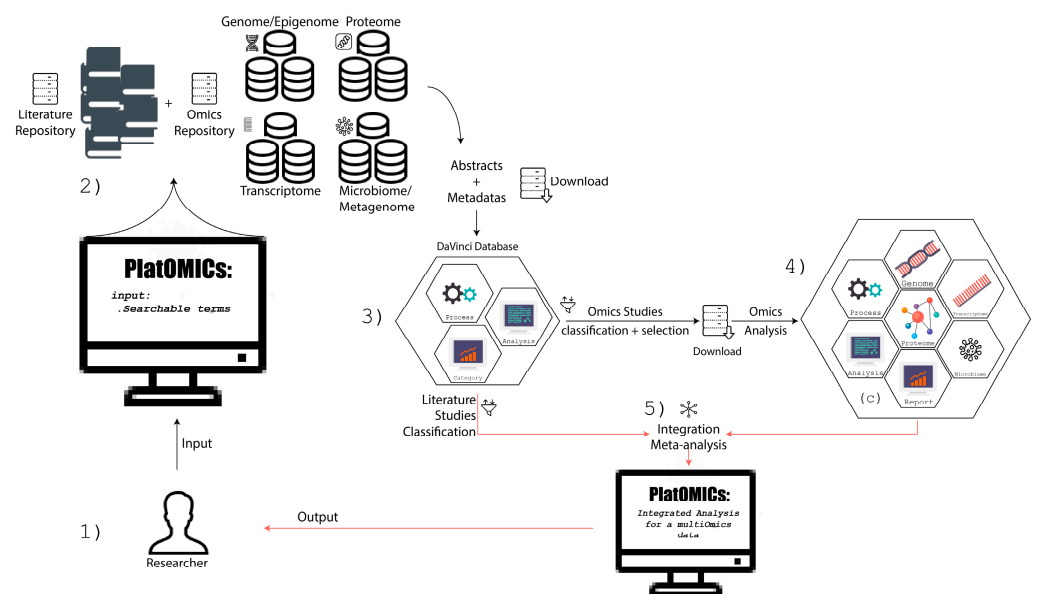 Genome/Epigenome
Proteome
Literature
Repository
+
Omics
Repository
2)
Transcriptome
Microbiome/
Metagenome
Abstracts
+
Metadatas
Download
DaVinci Database
PlatOMICs:
input:
.Searchable terms
3)
Process
Analysis
Category
Omics Studies
classification + selection
Download
Omics
Analysis
4)
Genome
Process
Transcriptome
Proteome
Analysis
Microbiome
(c)
Report
Literature
Studies
Classification
5)
Integration
Meta-analysis
Input
PlatOMICs:
Integrated Analysis
for a multiOmics
data
1)
Output
Researcher